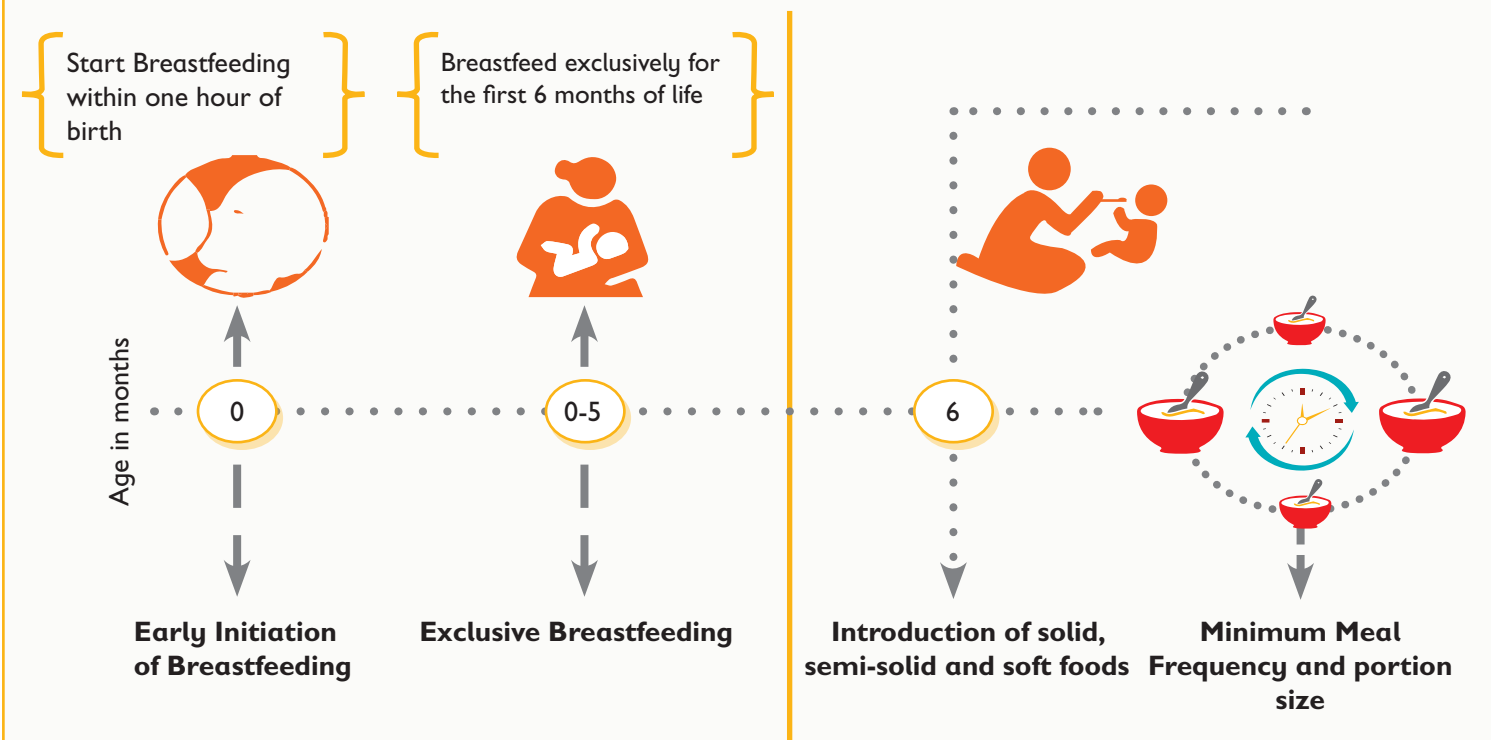 Start Breastfeeding
within one hour of
birth
Breastfeed exclusively for
the first 6 months of life
Age in months
0
0-5
6
Early Initiation
of Breastfeeding
Exclusive Breastfeeding
Introduction of solid,
semi-solid and soft foods
Minimum Meal
Frequency and portion
size